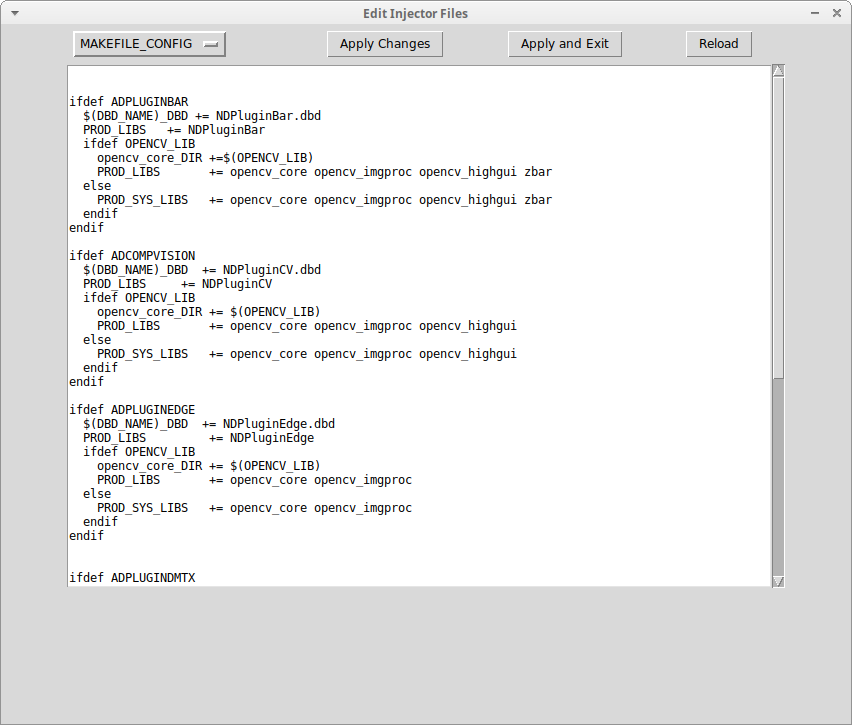 Edit Injector Files
MAKEFILE_CONFIG
Apply Changes
Apply and Exit
Reload
ifdef ADPLUGINBAR
  $(DBD_NAME)_DBD += NDPluginBar.dbd
  PROD_LIBS   += NDPluginBar
  ifdef OPENCV_LIB
    opencv_core_DIR +=$(OPENCV_LIB)
    PROD_LIBS       += opencv_core opencv_imgproc opencv_highgui zbar
  else
    PROD_SYS_LIBS   += opencv_core opencv_imgproc opencv_highgui zbar
  endif
endif

ifdef ADCOMPVISION
  $(DBD_NAME)_DBD  += NDPluginCV.dbd
  PROD_LIBS     += NDPluginCV
  ifdef OPENCV_LIB
    opencv_core_DIR += $(OPENCV_LIB)
    PROD_LIBS       += opencv_core opencv_imgproc opencv_highgui
  else
    PROD_SYS_LIBS   += opencv_core opencv_imgproc opencv_highgui
  endif
endif

ifdef ADPLUGINEDGE
  $(DBD_NAME)_DBD  += NDPluginEdge.dbd
  PROD_LIBS         += NDPluginEdge
  ifdef OPENCV_LIB
    opencv_core_DIR += $(OPENCV_LIB)
    PROD_LIBS       += opencv_core opencv_imgproc
  else
    PROD_SYS_LIBS   += opencv_core opencv_imgproc
  endif
endif


ifdef ADPLUGINDMTX